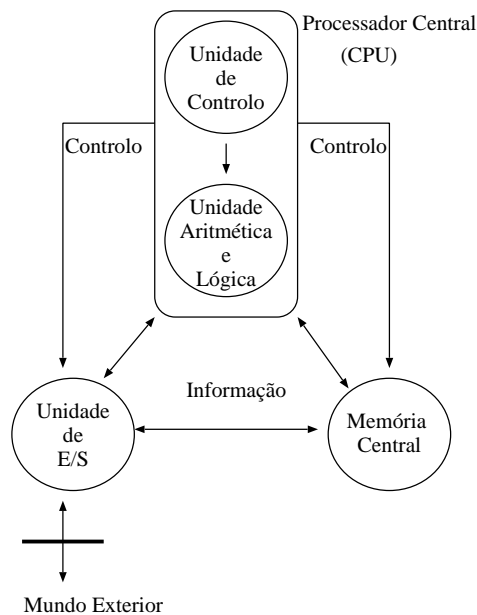 Processador Central
(CPU)
Unidade
de
Controlo
Controlo
Controlo
Unidade
Aritmética
e
Lógica
Informação
Unidade
de
E/S
Memória
Central
Mundo Exterior